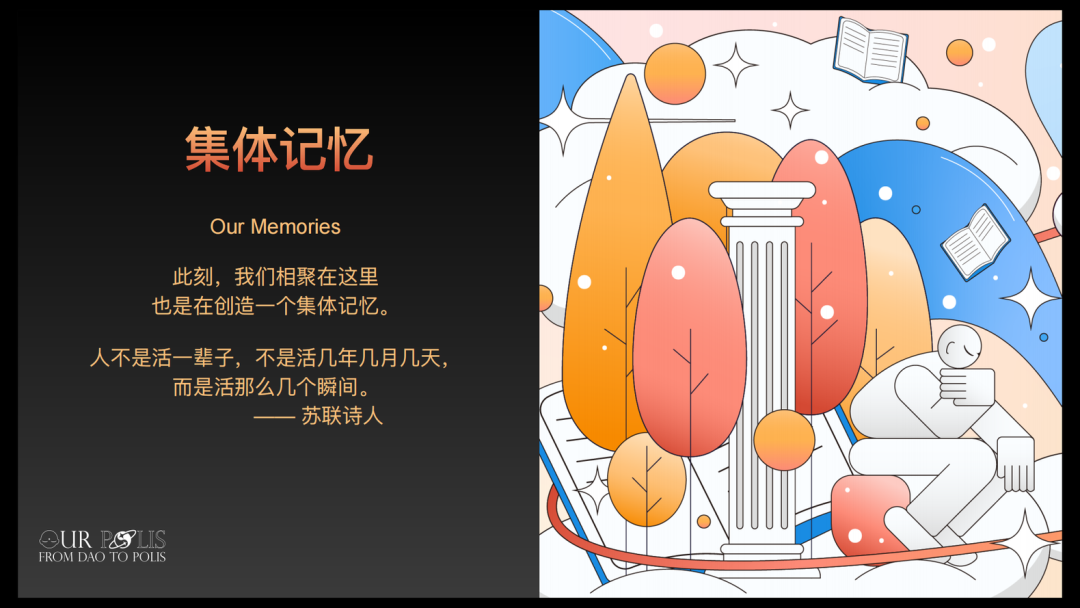 集体记忆
Our Memories
此刻，我们相聚在这里
也是在创造一个集体记忆。
人不是活一辈子，不是活几年几月几天，
而是活那么几个瞬间。
—— 苏联诗人
OUR POLIS
FROM DAO TO POLIS